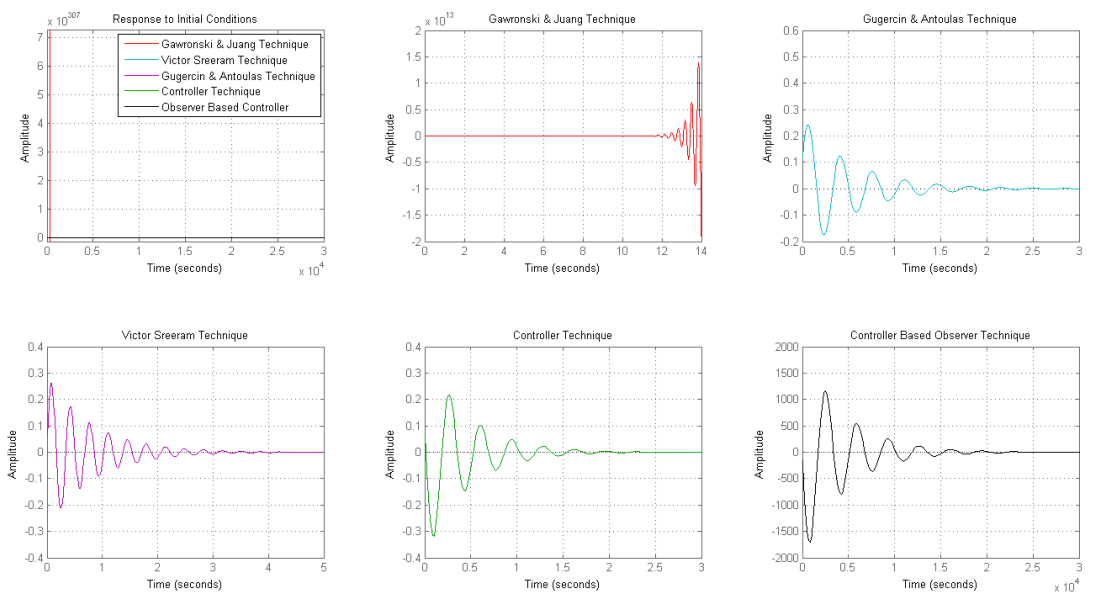 Response to Initial Conditions
x 10^307
7
6
5
4
3
2
1
0
Amplitude
Gawronski & Juang Technique
Victor Sreeram Technique
Gugercin & Antoulas Technique
Controller Technique
Observer Based Controller
0 0.5 1 1.5 2 2.5 3
Time (seconds)
x 10^4
Gawronski & Juang Technique
x 10^13
2
1.5
1
0.5
0
-0.5
-1
-1.5
-2
Amplitude
0 2 4 6 8 10 12 14
Time (seconds)
Gugercin & Antoulas Technique
0.6
0.5
0.4
0.3
0.2
0.1
0
-0.1
-0.2
Amplitude
0 0.5 1 1.5 2 2.5 3
Time (seconds)
Victor Sreeram Technique
0.4
0.3
0.2
0.1
0
-0.1
-0.2
-0.3
-0.4
Amplitude
0 1 2 3 4 5
Time (seconds)
Controller Technique
0.4
0.3
0.2
0.1
0
-0.1
-0.2
-0.3
-0.4
Amplitude
0 0.5 1 1.5 2 2.5 3
Time (seconds)
Controller Based Observer Technique
2000
1500
1000
500
0
-500
-1000
-1500
-2000
Amplitude
0 0.5 1 1.5 2 2.5 3
Time (seconds)
x 10^4